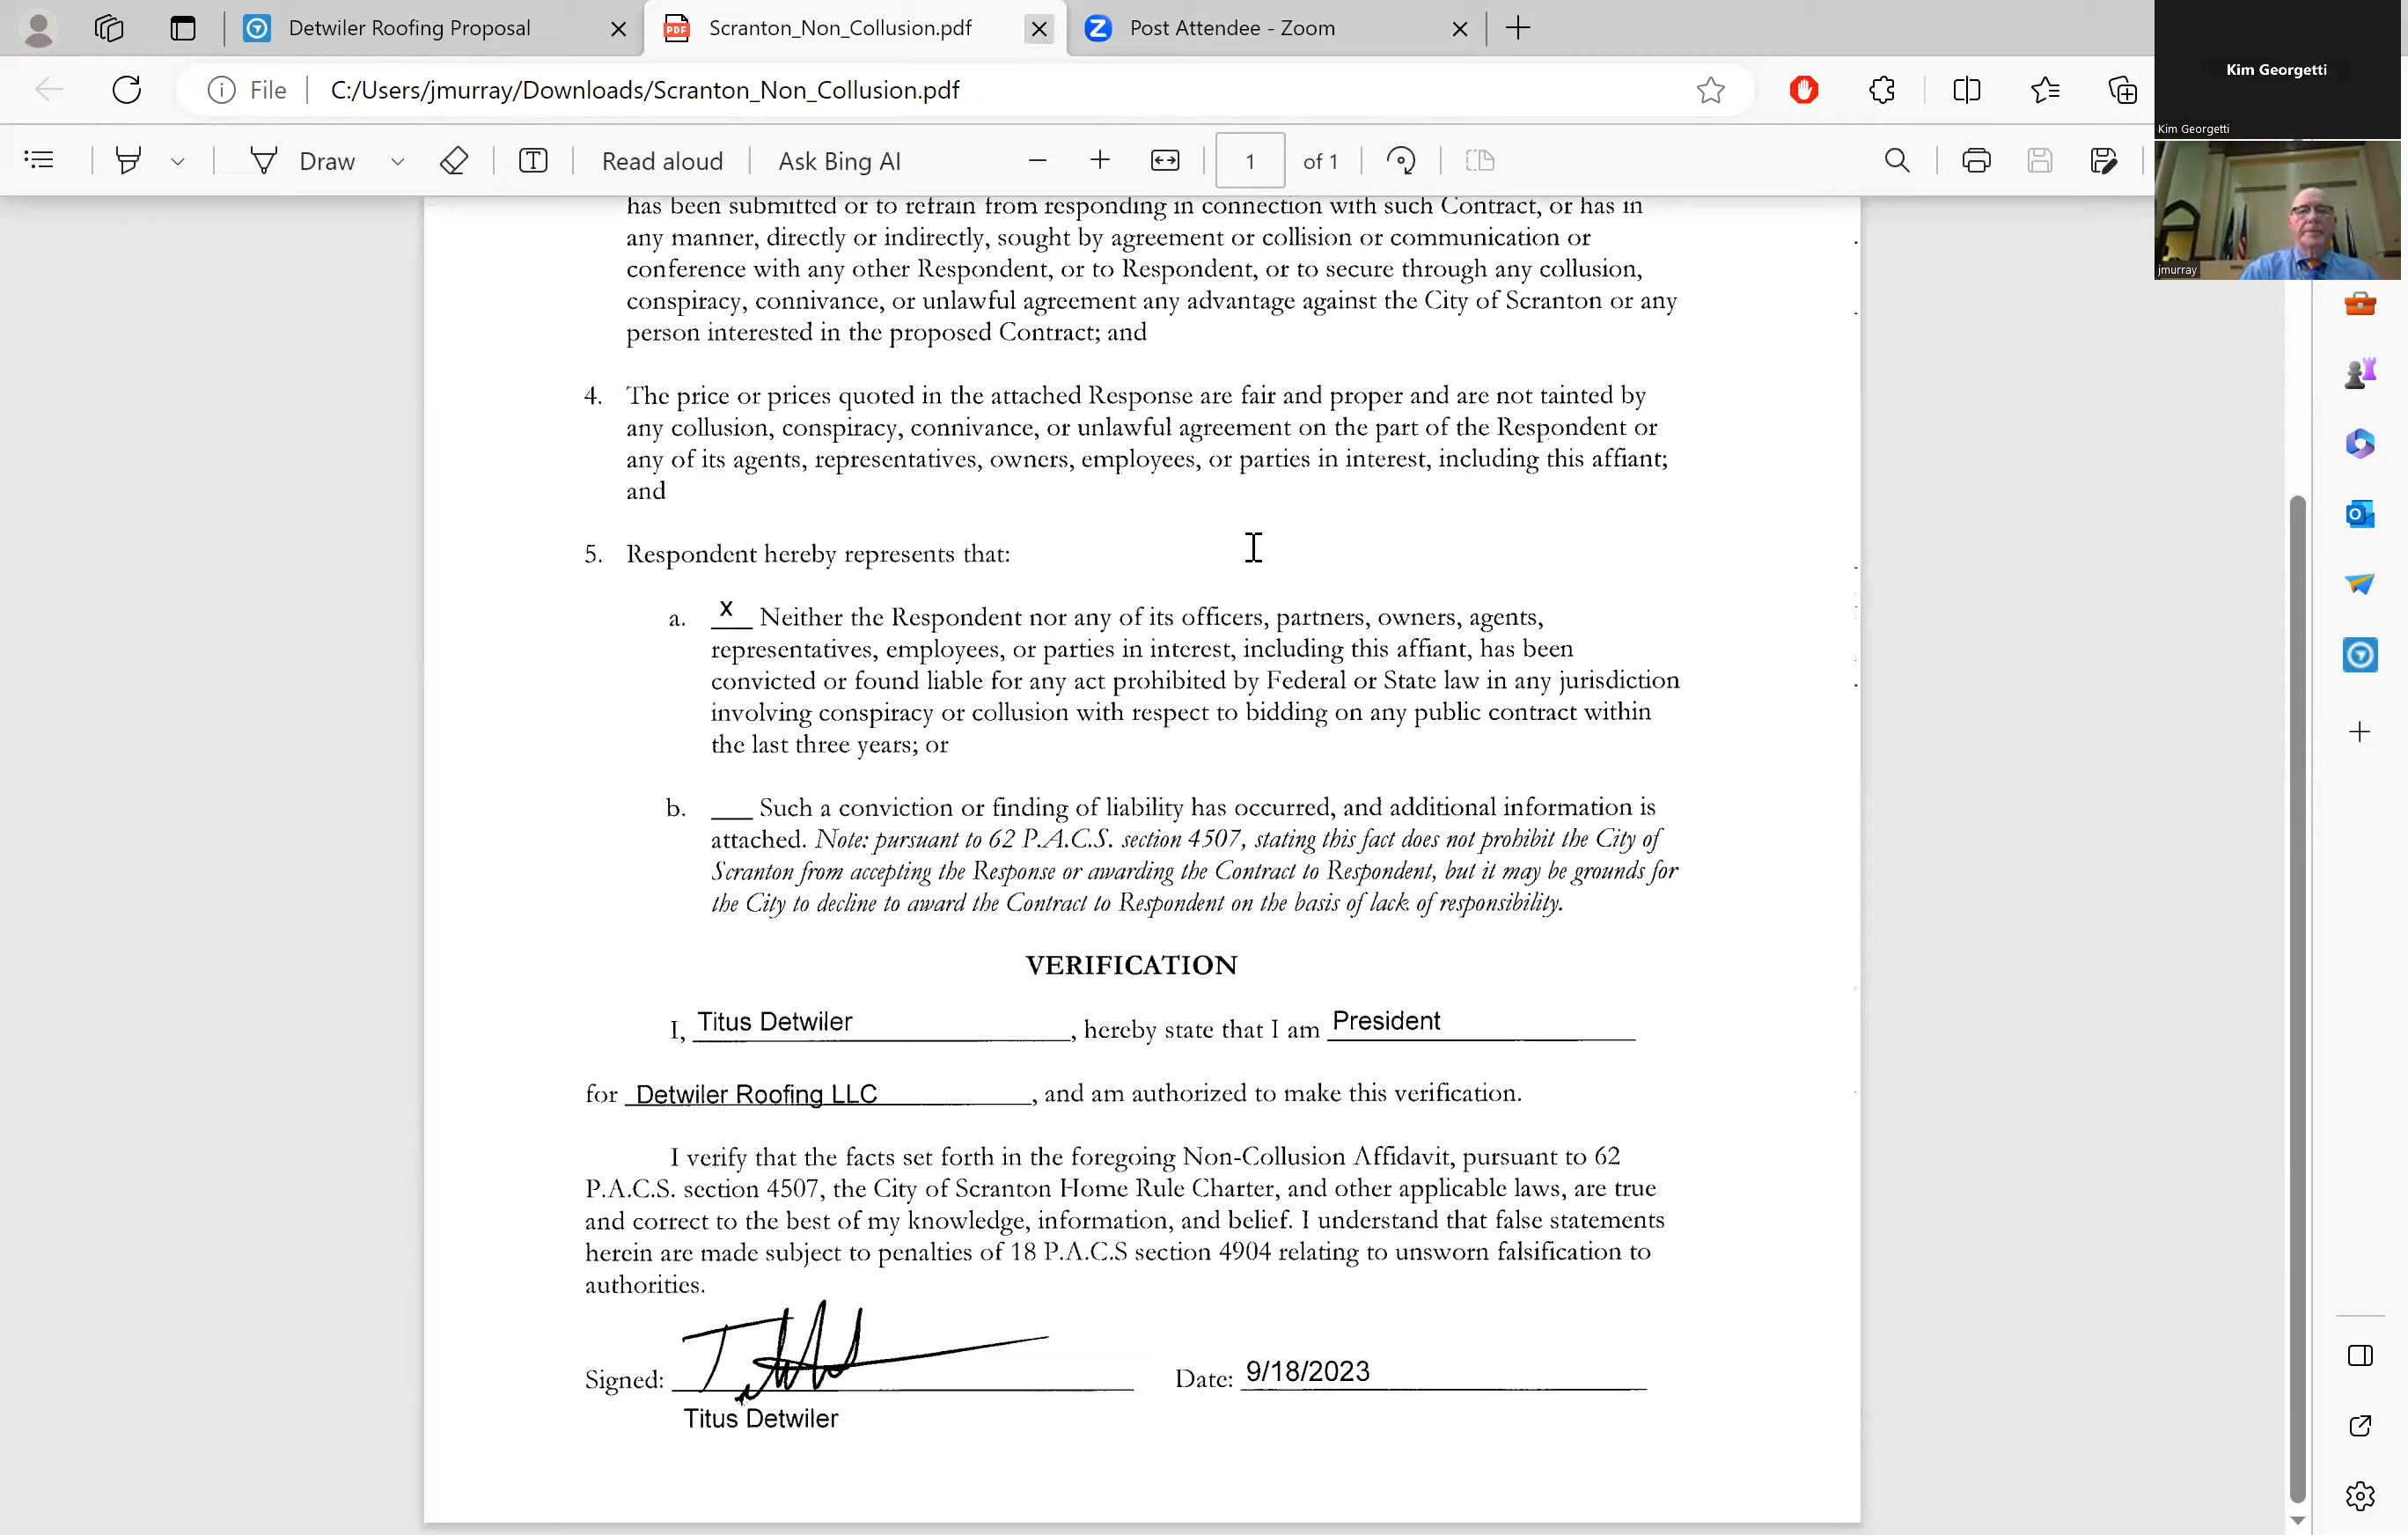 Detwiler Roofing Proposal
Scranton_Non_Collusion.pdf
Post Attendee - Zoom
File
C:/Users/jmurray/Downloads/Scranton_Non_Collusion.pdf
Draw
Read aloud
Ask Bing AI
1 of 1
Kim Georgetti
Kim Georgetti
jmurray
has been submitted or to refrain from responding in connection with such Contract, or has in
any manner, directly or indirectly, sought by agreement or collision or communication or
conference with any other Respondent, or to Respondent, or to secure through any collusion,
conspiracy, connivance, or unlawful agreement any advantage against the City of Scranton or any
person interested in the proposed Contract; and
4. The price or prices quoted in the attached Response are fair and proper and are not tainted by
any collusion, conspiracy, connivance, or unlawful agreement on the part of the Respondent or
any of its agents, representatives, owners, employees, or parties in interest, including this affiant;
and
5. Respondent hereby represents that:
a. x Neither the Respondent nor any of its officers, partners, owners, agents,
representatives, employees, or parties in interest, including this affiant, has been
convicted or found liable for any act prohibited by Federal or State law in any jurisdiction
involving conspiracy or collusion with respect to bidding on any public contract within
the last three years; or
b. ___ Such a conviction or finding of liability has occurred, and additional information is
attached. Note: pursuant to 62 P.A.C.S. section 4507, stating this fact does not prohibit the City of
Scranton from accepting the Response or awarding the Contract to Respondent, but it may be grounds for
the City to decline to award the Contract to Respondent on the basis of lack of responsibility.
VERIFICATION
I, Titus Detwiler, hereby state that I am President
for Detwiler Roofing LLC, and am authorized to make this verification.
I verify that the facts set forth in the foregoing Non-Collusion Affidavit, pursuant to 62
P.A.C.S. section 4507, the City of Scranton Home Rule Charter, and other applicable laws, are true
and correct to the best of my knowledge, information, and belief. I understand that false statements
herein are made subject to penalties of 18 P.A.C.S section 4904 relating to unsworn falsification to
authorities.
Signed: Date: 9/18/2023
Titus Detwiler